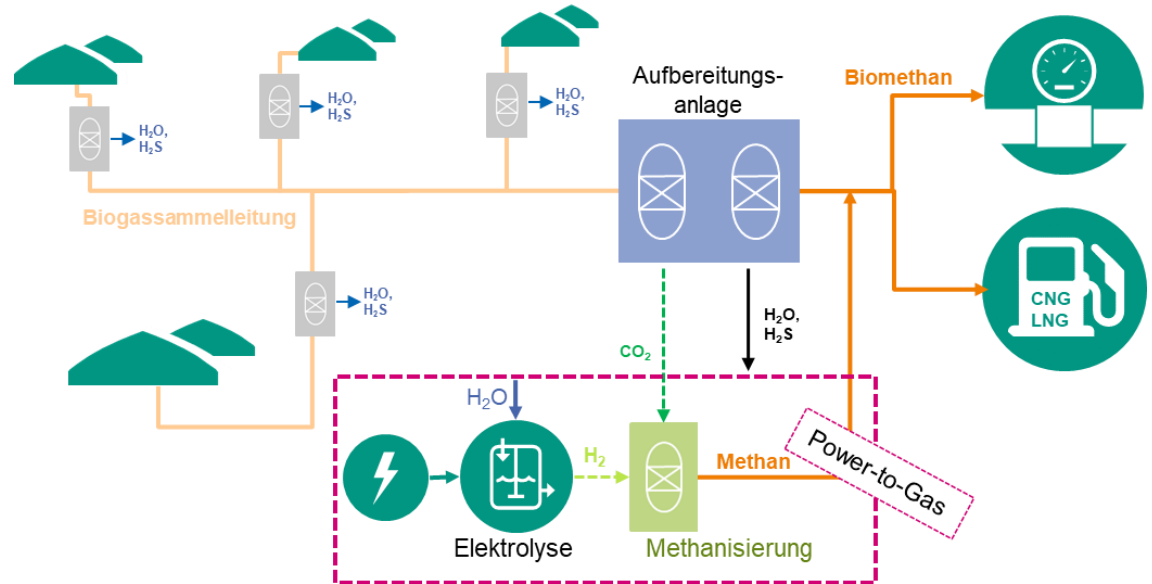 Aufbereitungs-
anlage
Biomethan
H₂O,
H₂S
H₂O,
H₂S
H₂O,
H₂S
Biogassammelleitung
H₂O,
H₂S
CNG
LNG
H₂O,
H₂S
CO₂
H₂O
H₂
Methan
Power-to-Gas
Elektrolyse
Methanisierung